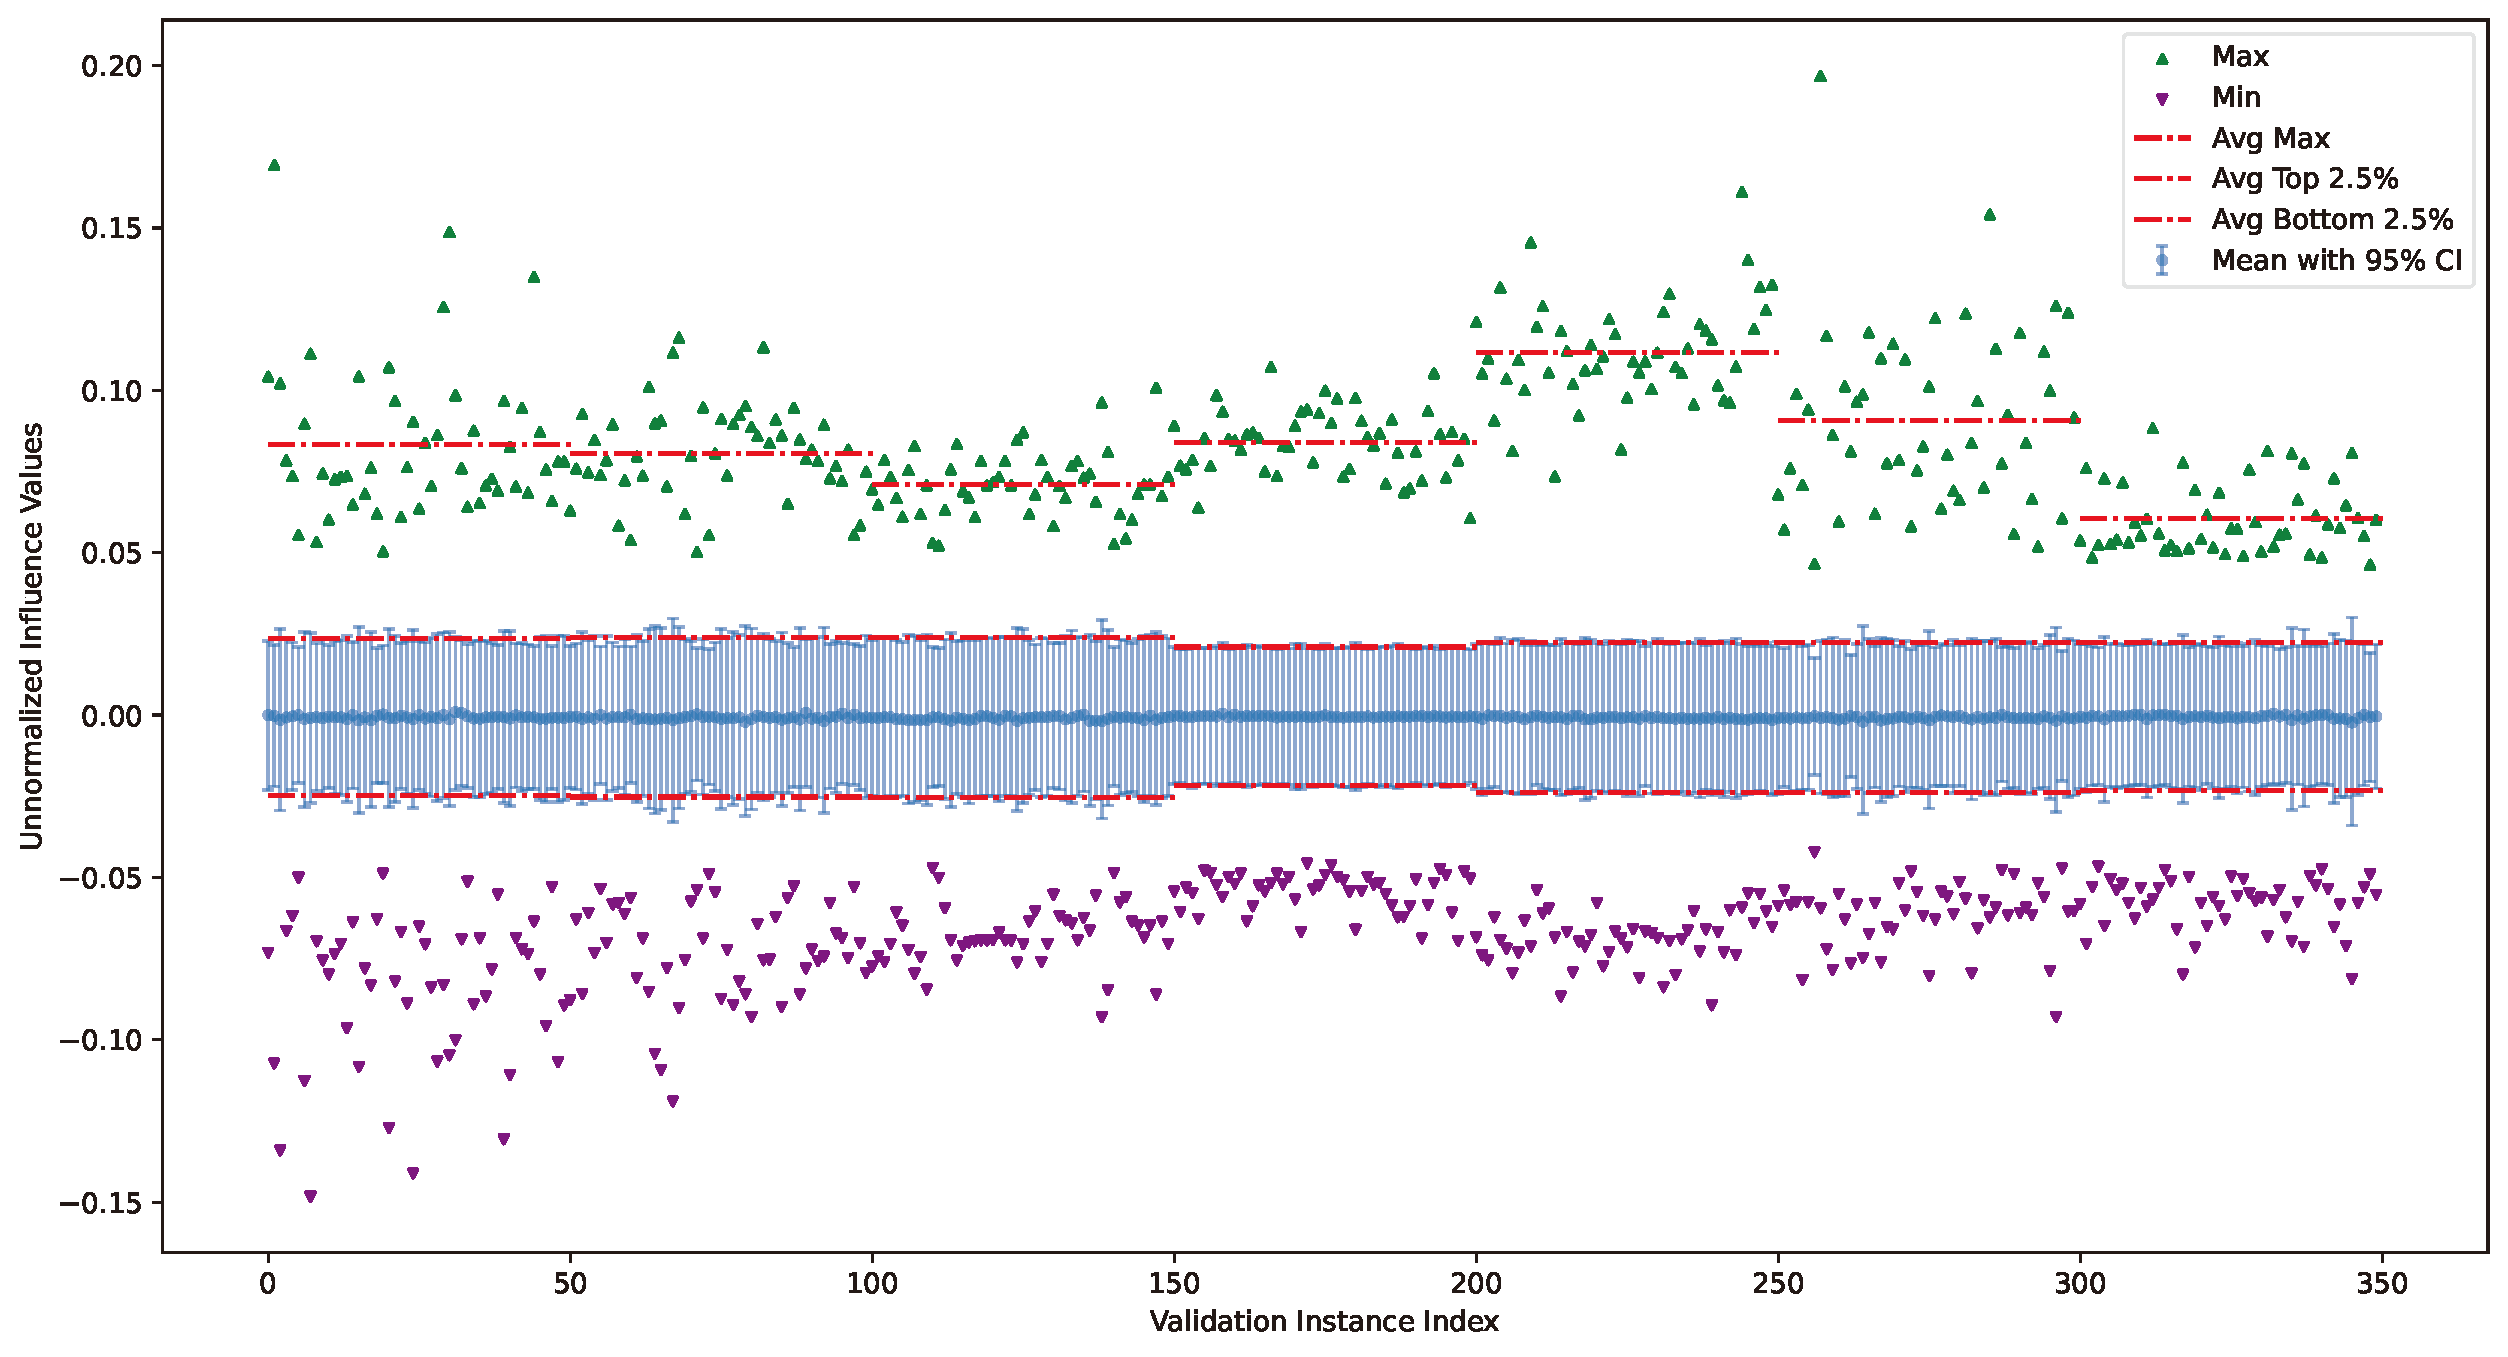 0.20
0.15
0.10
0.05
0.00
−0.05
−0.10
−0.15
Unnormalized Influence Values
0 50 100 150 200 250 300 350
Validation Instance Index
Max
Min
Avg Max
Avg Top 2.5%
Avg Bottom 2.5%
Mean with 95% CI